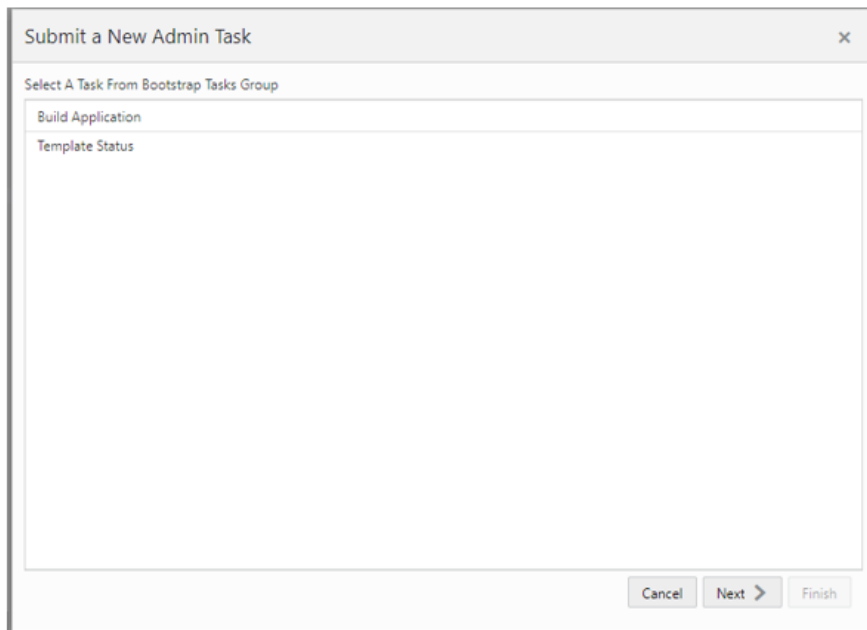 Submit a New Admin Task
Select A Task From Bootstrap Tasks Group
Build Application
Template Status
Cancel Next Finish